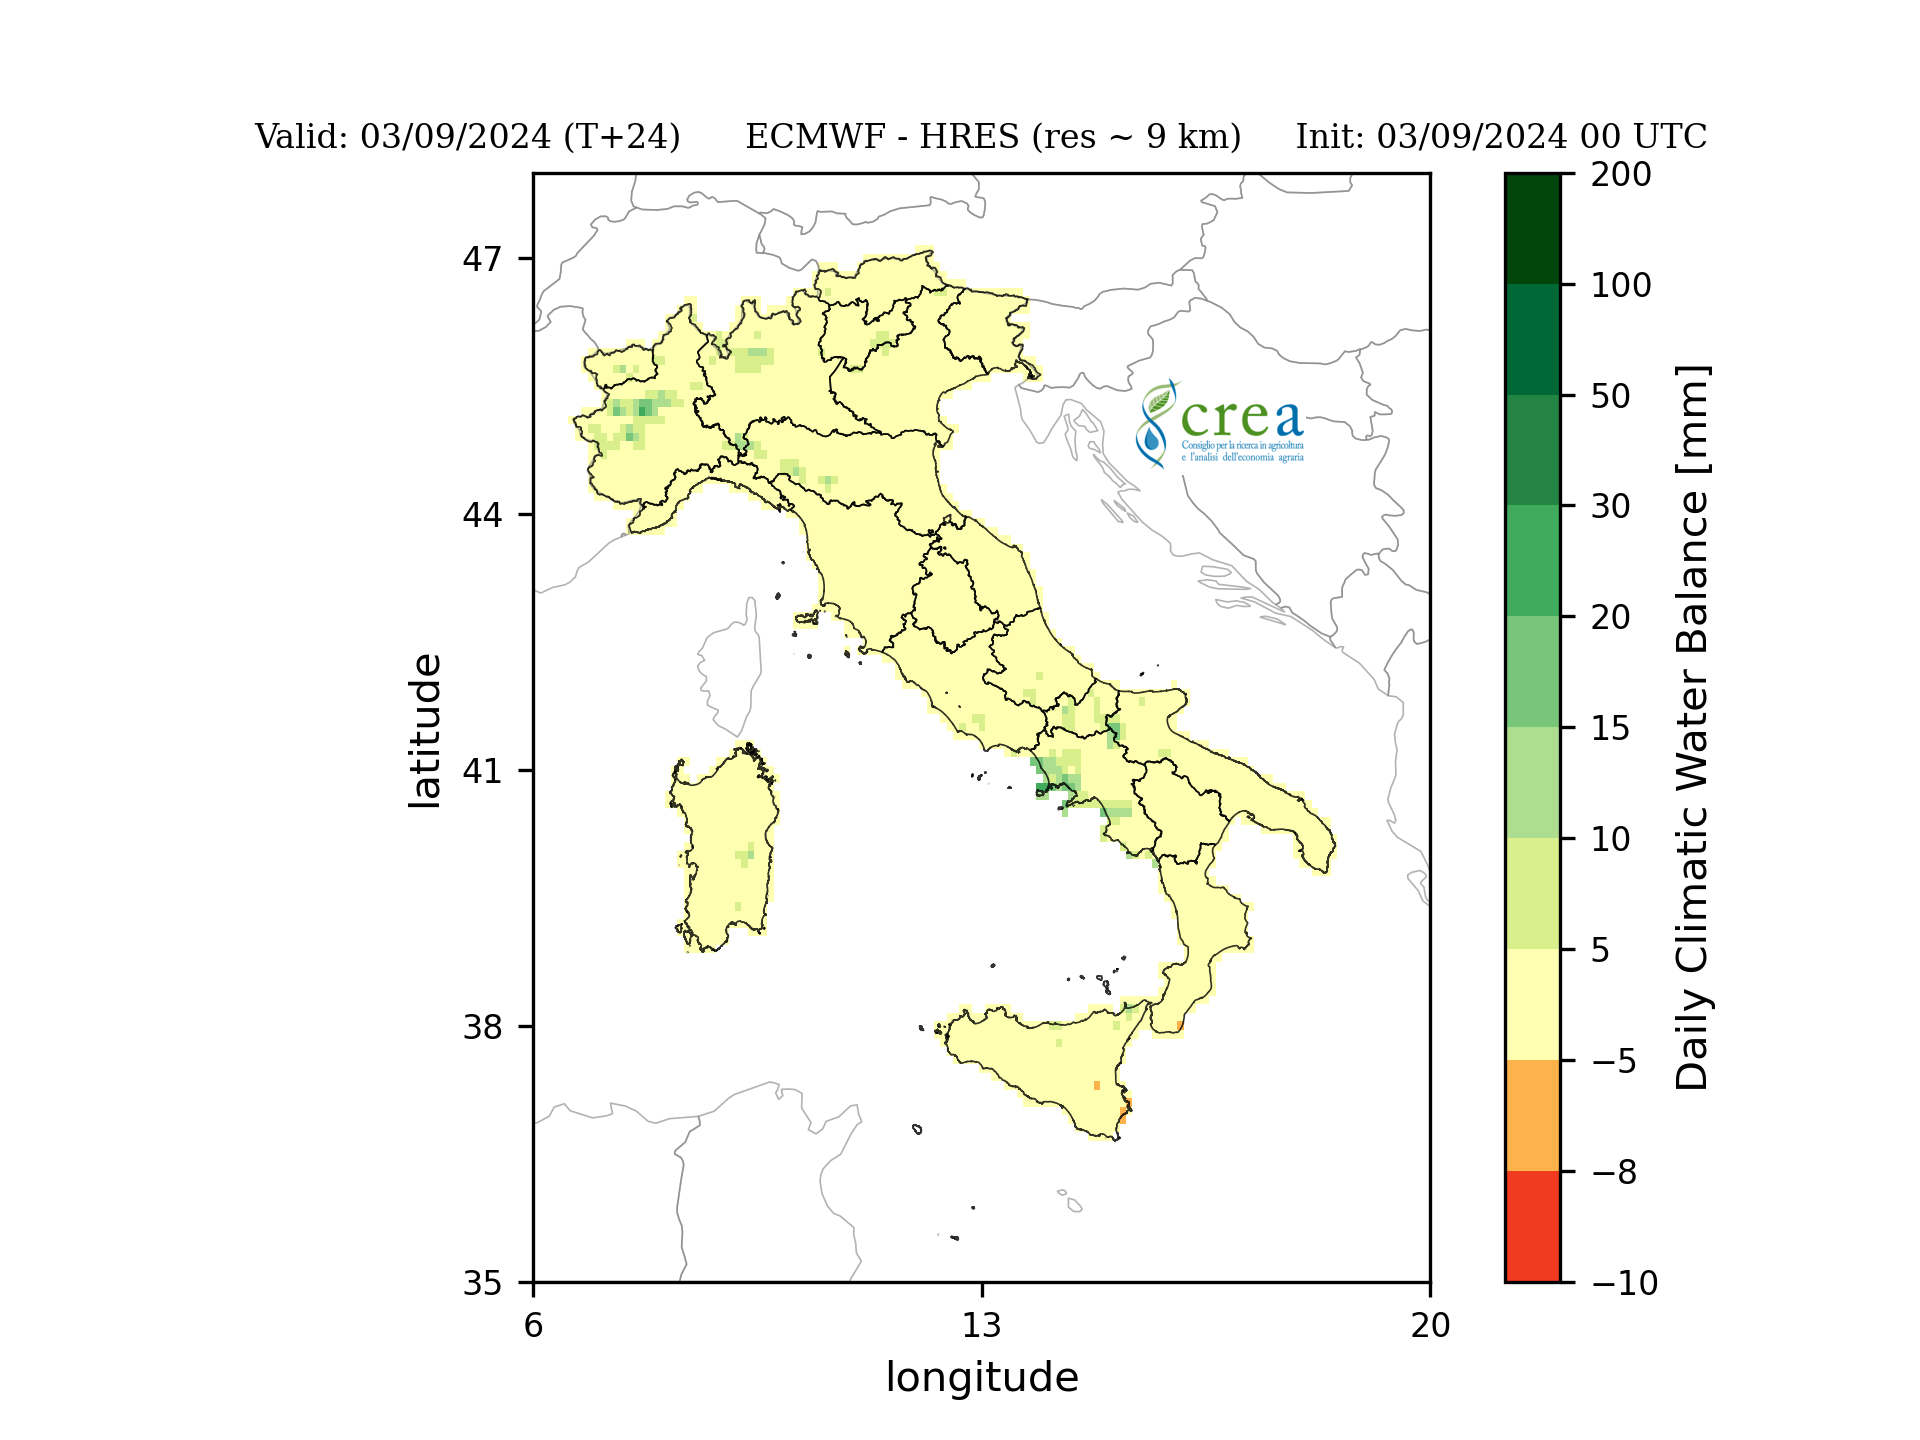 Valid: 03/09/2024 (T+24) ECMWF - HRES (res ~ 9 km) Init: 03/09/2024 00 UTC
200
47
100
50
crea
Consiglio per la ricerca in agricoltura
e l'analisi dell'economia agraria
44
30
20
15
41
10
5
38
−5
−8
35
−10
latitude
Daily Climatic Water Balance [mm]
6
13
20
longitude